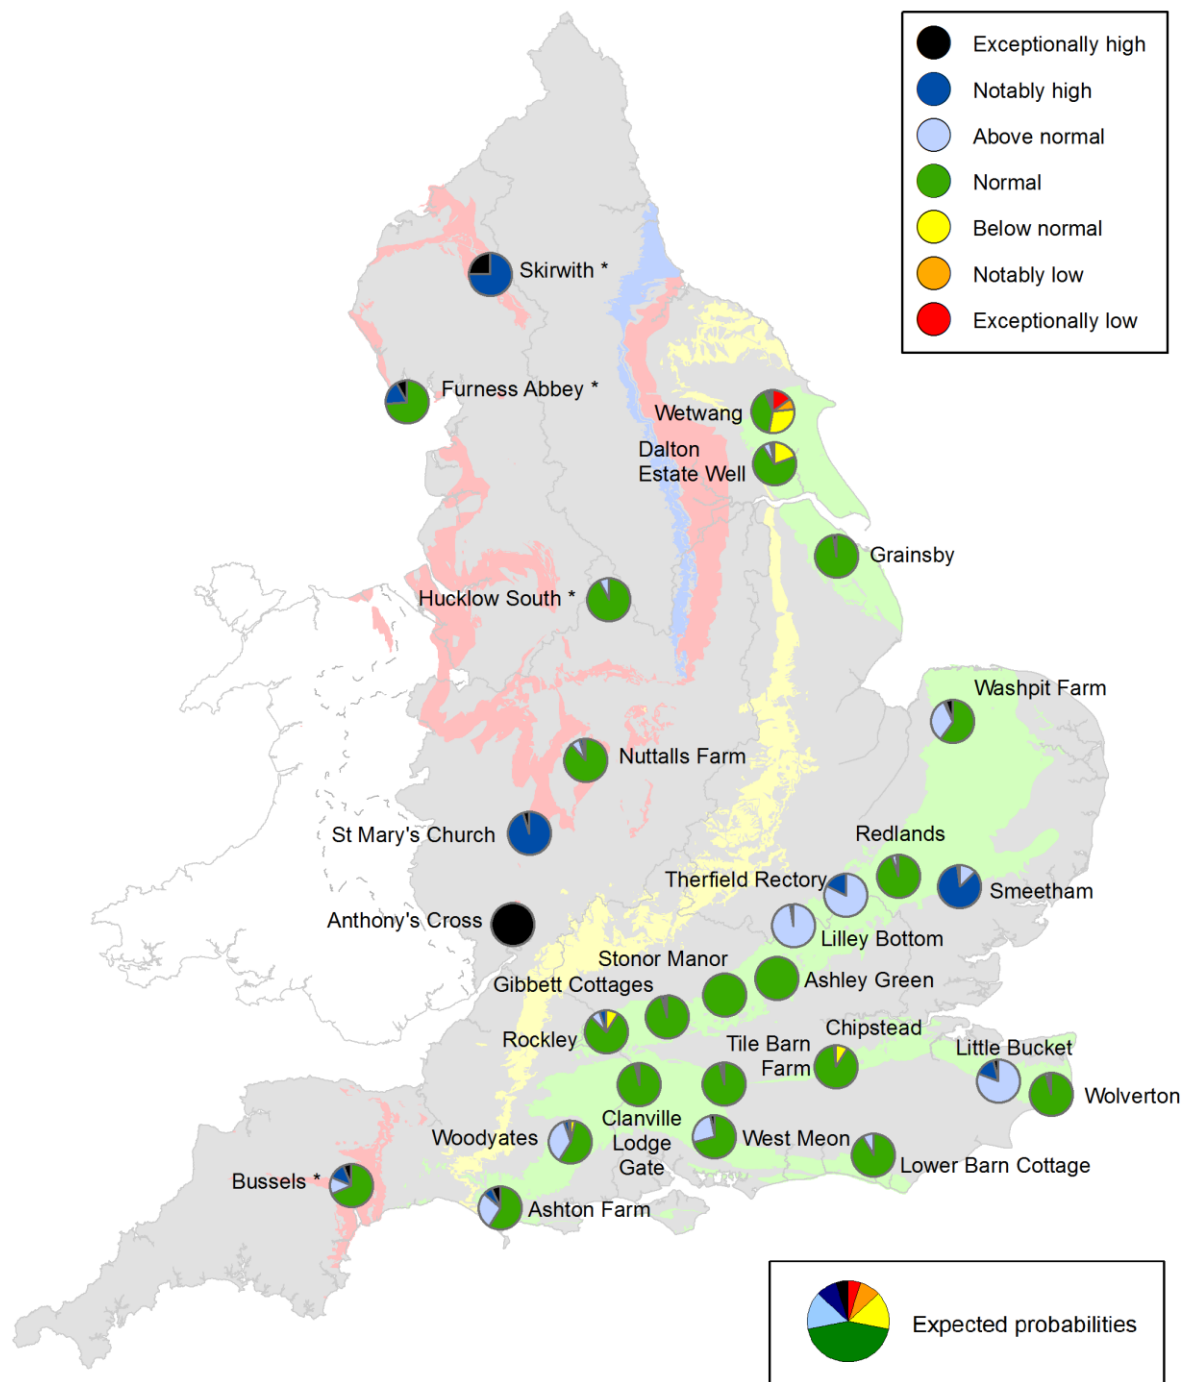 Exceptionally high
Notably high
Above normal
Normal
Below normal
Notably low
Exceptionally low
Skirwith *
Furness Abbey *
Wetwang
Dalton
Estate Well
Grainsby
Hucklow South *
Washpit Farm
Nuttalls Farm
St Mary's Church
Redlands
Therfield Rectory
Smeetham
Anthony's Cross
Lilley Bottom
Stonor Manor
Gibbett Cottages
Ashley Green
Rockley
Chipstead
Tile Barn
Farm
Little Bucket
Wolverton
Clanville
Lodge
Gate
Woodyates
West Meon
Lower Barn Cottage
Bussels *
Ashton Farm
Expected probabilities